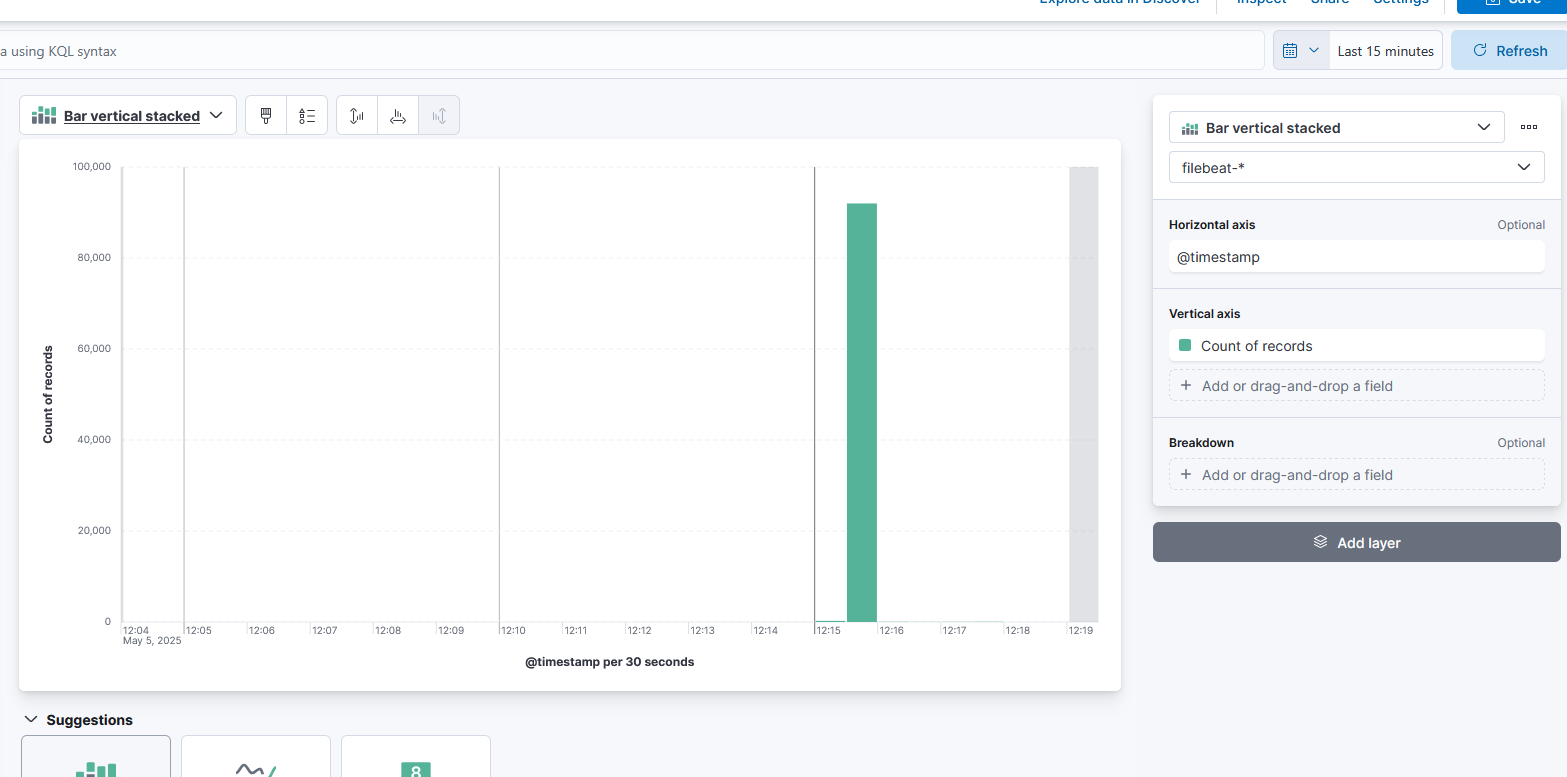 Explore data in Discover
Inspect
Share
Settings
Save
a using KQL syntax
Last 15 minutes
Refresh
Bar vertical stacked
Bar vertical stacked
filebeat-*
Horizontal axis
Optional
@timestamp
Vertical axis
Count of records
Add or drag-and-drop a field
Breakdown
Optional
Add or drag-and-drop a field
Add layer
100,000
80,000
60,000
40,000
20,000
0
Count of records
12:04
12:05
12:06
12:07
12:08
12:09
12:10
12:11
12:12
12:13
12:14
12:15
12:16
12:17
12:18
12:19
May 5, 2025
@timestamp per 30 seconds
Suggestions
8